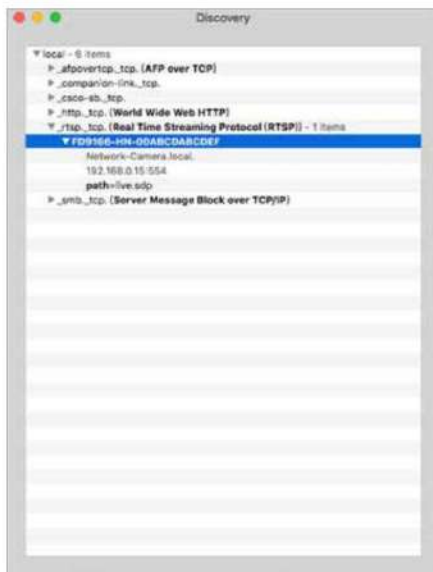 Discovery
local - 6 items
_afpovertcp._tcp. (AFP over TCP)
_companion-link._tcp.
_csco-sb._tcp.
_http._tcp. (World Wide Web HTTP)
_rtsp._tcp. (Real Time Streaming Protocol (RTSP)) - 1 items
FD9166-HN-00ABCDABCDEF
Network-Camera.local.
192.168.0.15:554
path=live.sdp
_smb._tcp. (Server Message Block over TCP/IP)